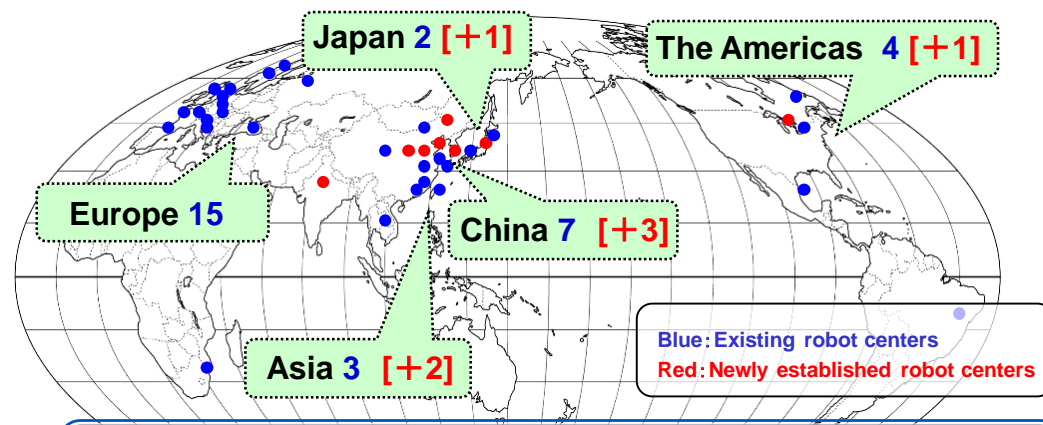 Japan 2 [＋1]
The Americas 4 [＋1]
Europe 15
China 7 [＋3]
Asia 3 [＋2]
Blue：Existing robot centers
Red：Newly established robot centers